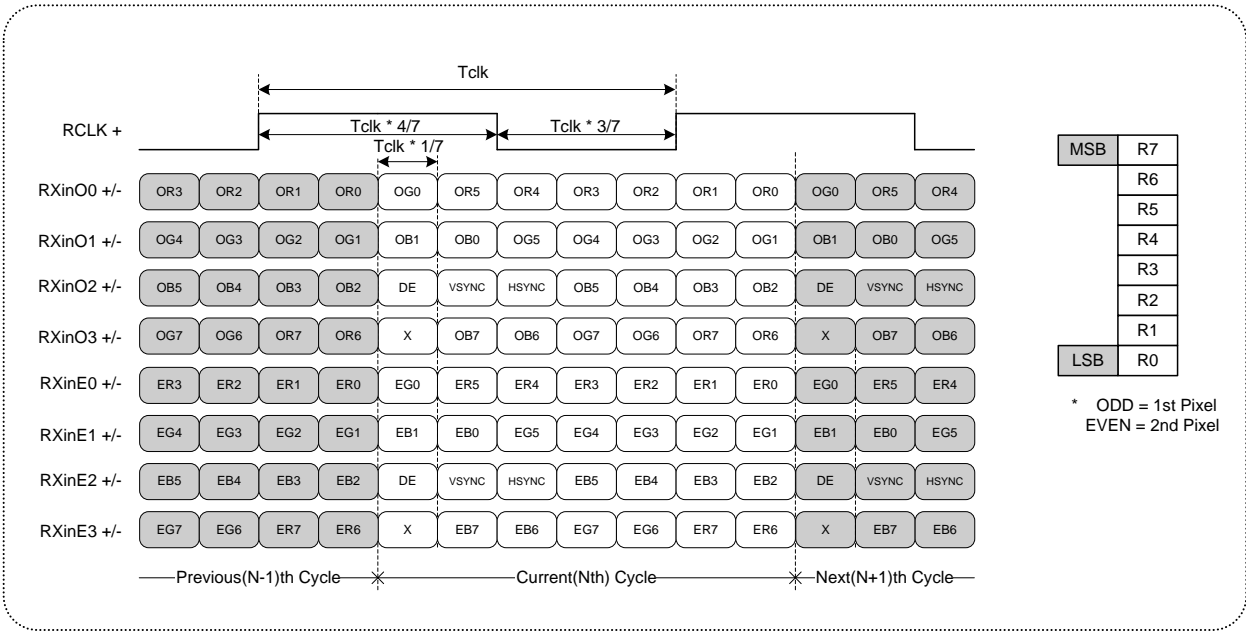 Tclk
RCLK +
Tclk * 4/7
Tclk * 3/7
Tclk * 1/7
RXinO0 +/- OR3 OR2 OR1 OR0 OG0 OR5 OR4 OR3 OR2 OR1 OR0 OG0 OR5 OR4
RXinO1 +/- OG4 OG3 OG2 OG1 OB1 OB0 OG5 OG4 OG3 OG2 OG1 OB1 OB0 OG5
RXinO2 +/- OB5 OB4 OB3 OB2 DE VSYNC HSYNC OB5 OB4 OB3 OB2 DE VSYNC HSYNC
RXinO3 +/- OG7 OG6 OR7 OR6 X OB7 OB6 OG7 OG6 OR7 OR6 X OB7 OB6
RXinE0 +/- ER3 ER2 ER1 ER0 EG0 ER5 ER4 ER3 ER2 ER1 ER0 EG0 ER5 ER4
RXinE1 +/- EG4 EG3 EG2 EG1 EB1 EB0 EG5 EG4 EG3 EG2 EG1 EB1 EB0 EG5
RXinE2 +/- EB5 EB4 EB3 EB2 DE VSYNC HSYNC EB5 EB4 EB3 EB2 DE VSYNC HSYNC
RXinE3 +/- EG7 EG6 ER7 ER6 X EB7 EB6 EG7 EG6 ER7 ER6 X EB7 EB6
Previous(N-1)th Cycle Current(Nth) Cycle Next(N+1)th Cycle
MSB R7
R6
R5
R4
R3
R2
R1
LSB R0
* ODD = 1st Pixel
EVEN = 2nd Pixel